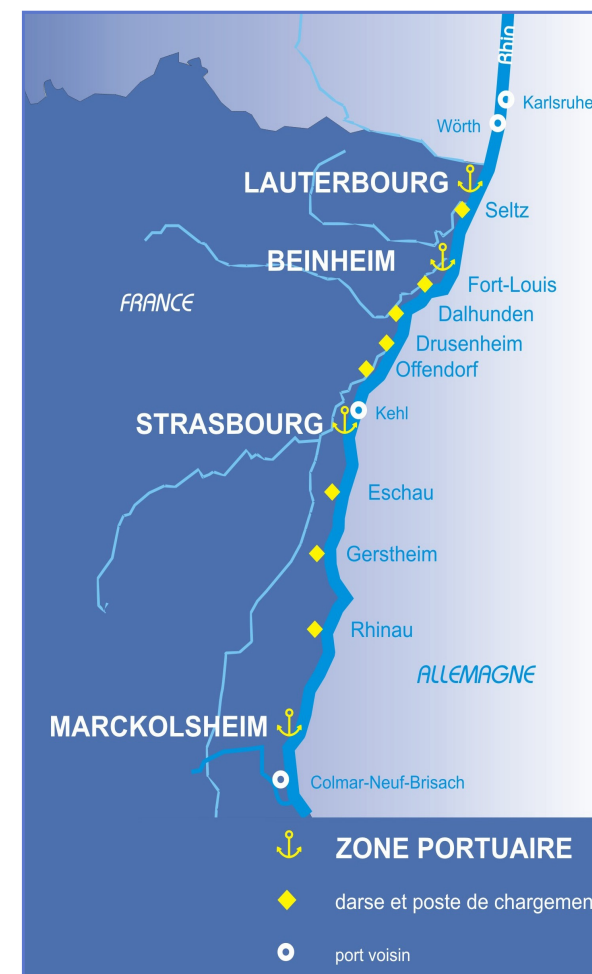 Rhin
Karlsruhe
Wörth
LAUTERBOURG
Seltz
BEINHEIM
Fort-Louis
FRANCE
Dalhunden
Drusenheim
Offendorf
STRASBOURG
Kehl
Eschau
Gerstheim
Rhinau
ALLEMAGNE
MARCKOLSHEIM
Colmar-Neuf-Brisach
ZONE PORTUAIRE
darse et poste de chargemen
port voisin